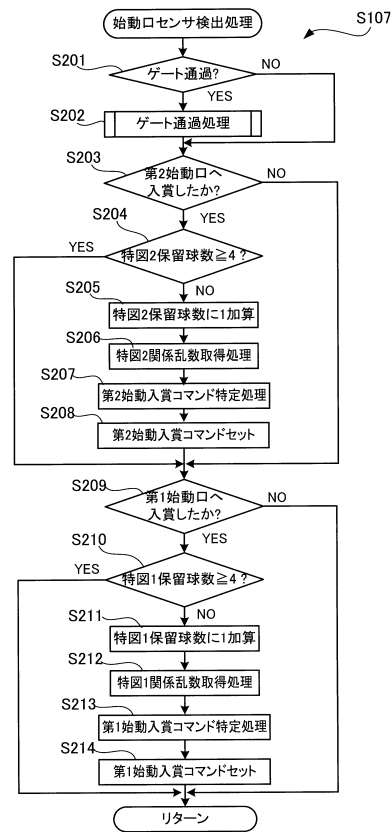 始動口センサ検出処理
S107
S201
ゲート通過?
NO
YES
S202
ゲート通過処理
S203
第2始動口へ
入賞したか?
NO
YES
S204
YES
特図2保留球数≧4?
NO
S205
特図2保留球数に1加算
S206
特図2関係乱数取得処理
S207
第2始動入賞コマンド特定処理
S208
第2始動入賞コマンドセット
S209
第1始動口へ
入賞したか?
NO
YES
S210
YES
特図1保留球数≧4?
NO
S211
特図1保留球数に1加算
S212
特図1関係乱数取得処理
S213
第1始動入賞コマンド特定処理
S214
第1始動入賞コマンドセット
リターン